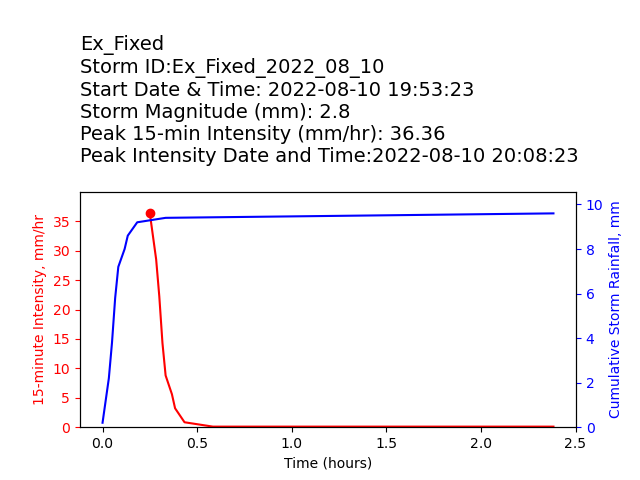 Ex_Fixed
Storm ID:Ex_Fixed_2022_08_10
Start Date & Time: 2022-08-10 19:53:23
Storm Magnitude (mm): 2.8
Peak 15-min Intensity (mm/hr): 36.36
Peak Intensity Date and Time:2022-08-10 20:08:23
15-minute Intensity, mm/hr
35
30
25
20
15
10
5
0
10
8
6
4
2
0
Cumulative Storm Rainfall, mm
0.0 0.5 1.0 1.5 2.0 2.5
Time (hours)